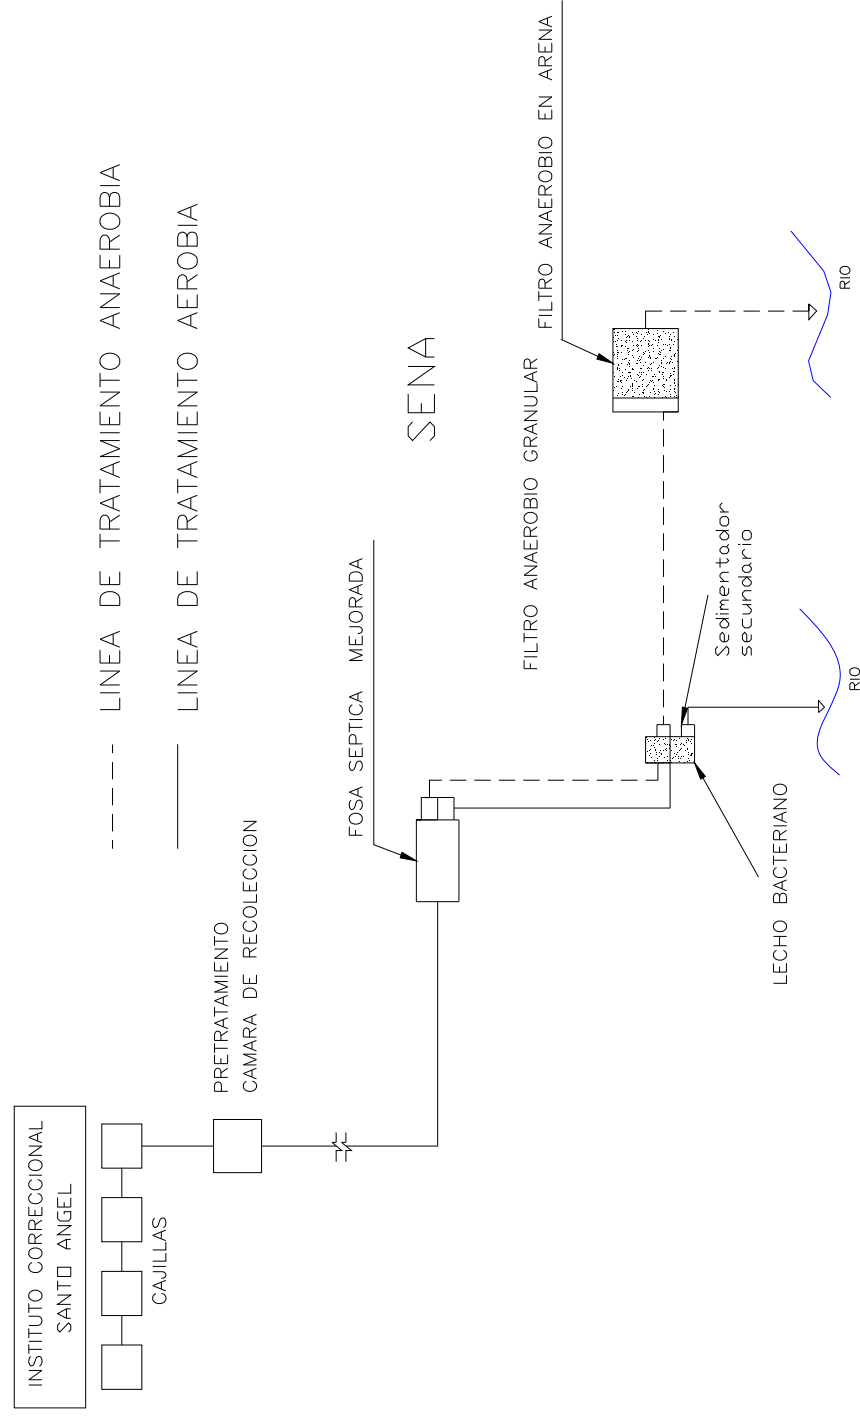 INSTITUTO CORRECCIONAL
SANTO ANGEL
CAJILLAS
PRETRATAMIENTO
CAMARA DE RECOLECCION
LINEA DE TRATAMIENTO ANAEROBIA
LINEA DE TRATAMIENTO AEROBIA
FOSA SEPTICA MEJORADA
SENA
FILTRO ANAEROBIO GRANULAR
FILTRO ANAEROBIO EN ARENA
Sedimentador
secundario
LECHO BACTERIANO
RIO
RIO